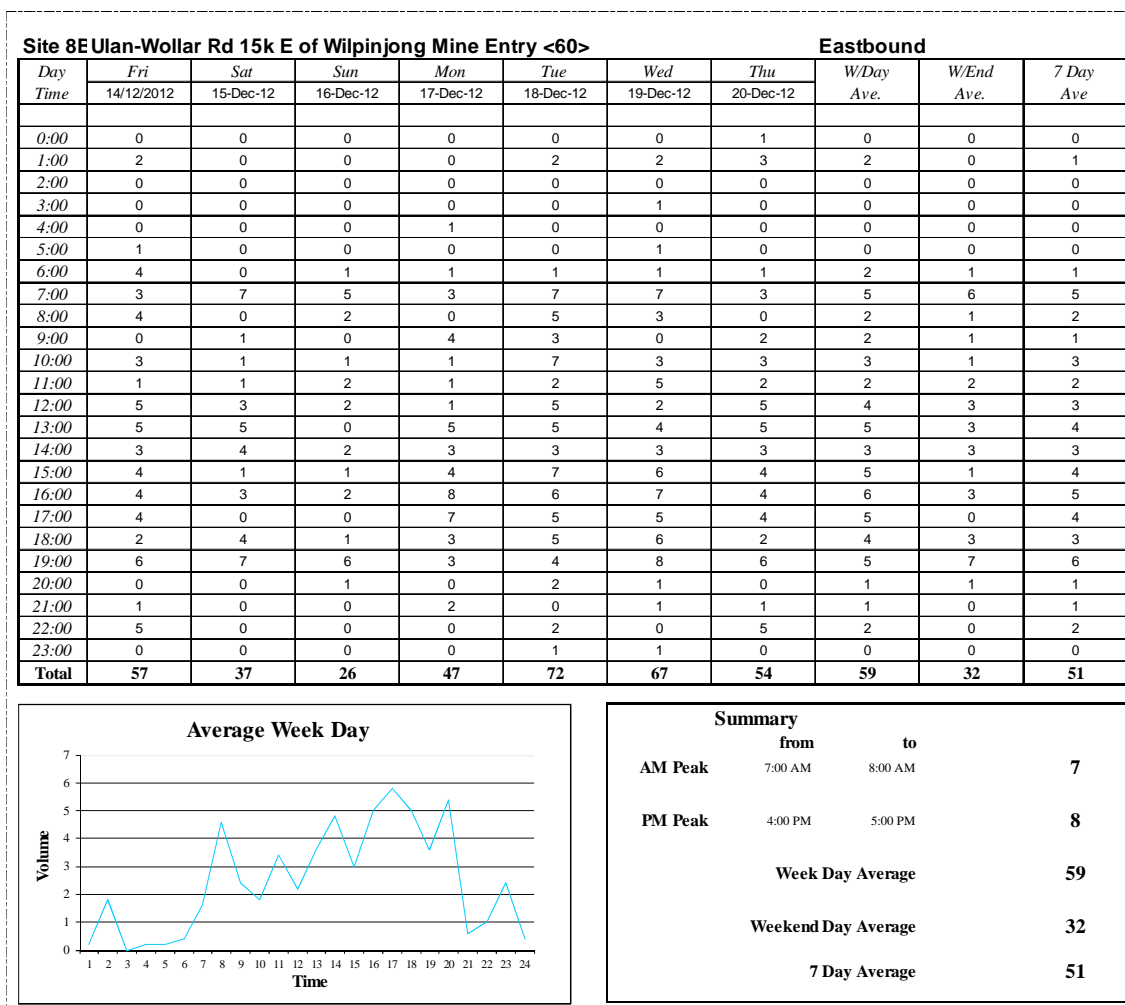 Site 8E Ulan-Wollar Rd 15k E of Wilpinjong Mine Entry <60> Eastbound
Day Fri Sat Sun Mon Tue Wed Thu W/Day W/End 7 Day
Time 14/12/2012 15-Dec-12 16-Dec-12 17-Dec-12 18-Dec-12 19-Dec-12 20-Dec-12 Ave. Ave. Ave
0:00 0 0 0 0 0 0 1 0 0 0
1:00 2 0 0 0 2 2 3 2 0 1
2:00 0 0 0 0 0 0 0 0 0 0
3:00 0 0 0 0 0 1 0 0 0 0
4:00 0 0 0 1 0 0 0 0 0 0
5:00 1 0 0 0 0 1 0 0 0 0
6:00 4 0 1 1 1 1 1 2 1 1
7:00 3 7 5 3 7 7 3 5 6 5
8:00 4 0 2 0 5 3 0 2 1 2
9:00 0 1 0 4 3 0 2 2 1 1
10:00 3 1 1 1 7 3 3 3 1 3
11:00 1 1 2 1 2 5 2 2 2 2
12:00 5 3 2 1 5 2 5 4 3 3
13:00 5 5 0 5 5 4 5 5 3 4
14:00 3 4 2 3 3 3 3 3 3 3
15:00 4 1 1 4 7 6 4 5 1 4
16:00 4 3 2 8 6 7 4 6 3 5
17:00 4 0 0 7 5 5 4 5 0 4
18:00 2 4 1 3 5 6 2 4 3 3
19:00 6 7 6 3 4 8 6 5 7 6
20:00 0 0 1 0 2 1 0 1 1 1
21:00 1 0 0 2 0 1 1 1 0 1
22:00 5 0 0 0 2 0 5 2 0 2
23:00 0 0 0 0 1 1 0 0 0 0
Total 57 37 26 47 72 67 54 59 32 51
Average Week Day
7
6
5
4
3
2
1
0
Volume
1 2 3 4 5 6 7 8 9 10 11 12 13 14 15 16 17 18 19 20 21 22 23 24
Time
Summary
from to
AM Peak 7:00 AM 8:00 AM 7
PM Peak 4:00 PM 5:00 PM 8
Week Day Average 59
Weekend Day Average 32
7 Day Average 51